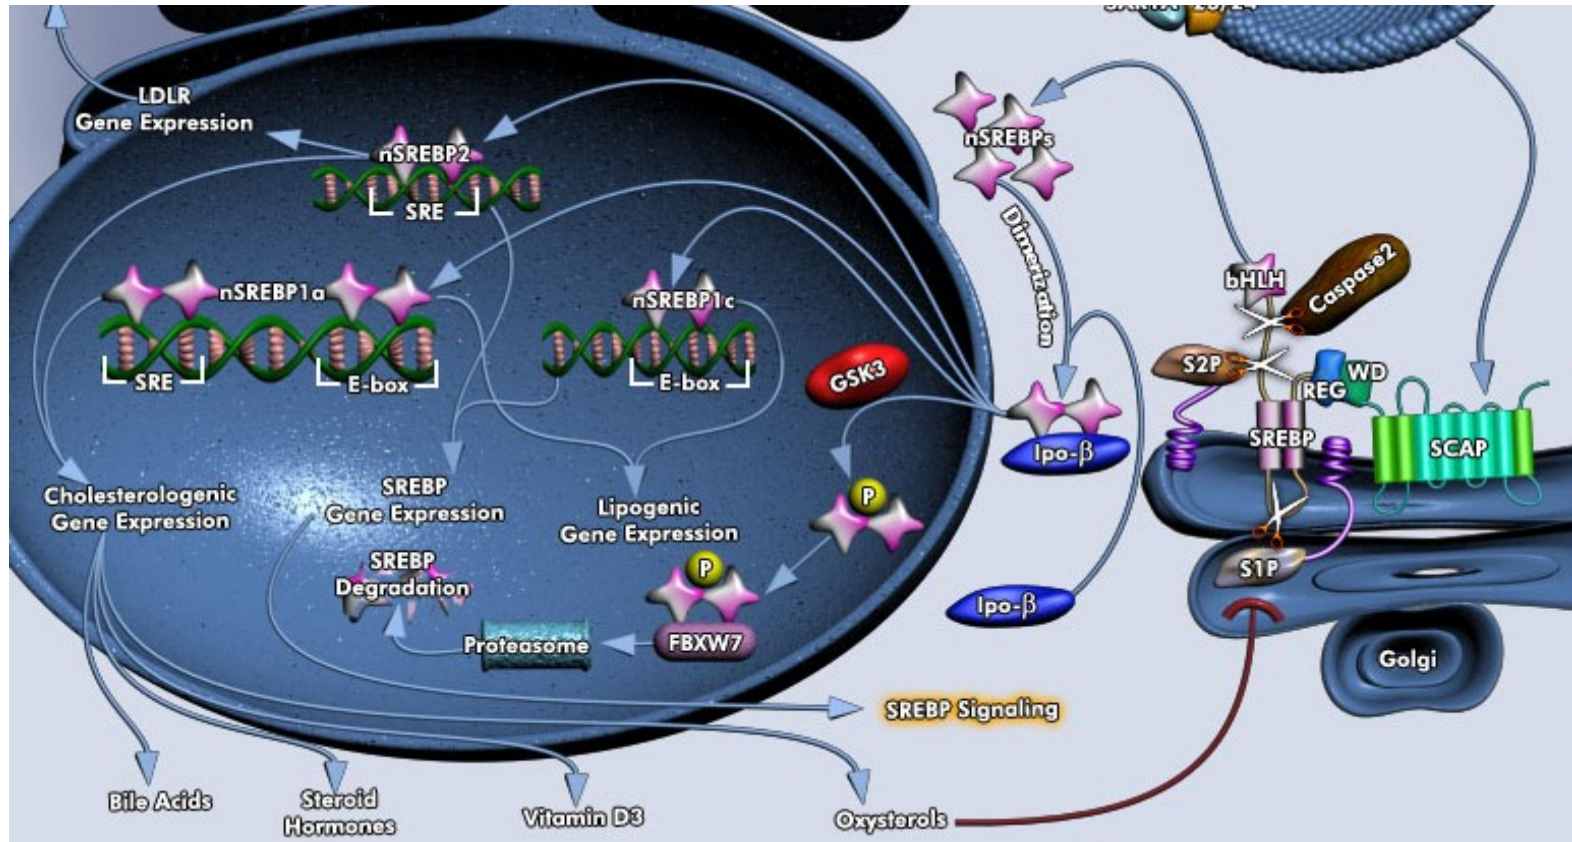 LDLR
Gene Expression
nSREBP2
SRE
nSREBP1a
SRE
E-box
nSREBP1c
E-box
nSREBPs
Dimerization
GSK3
Ipo-β
P
Cholesterologenic
Gene Expression
SREBP
Gene Expression
Lipogenic
Gene Expression
SREBP
Degradation
P
Proteasome
FBXW7
Ipo-β
bHLH
Caspase2
S2P
REG
WD
SREBP
SCAP
S1P
Golgi
SREBP Signaling
Bile Acids
Steroid
Hormones
Vitamin D3
Oxysterols